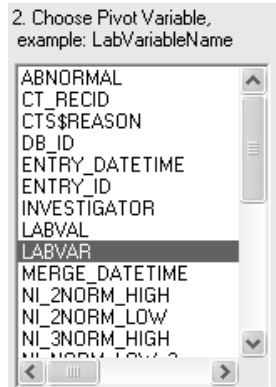 2. Choose Pivot Variable,
example: LabVariableName
ABNORMAL
CT_RECID
CTS$REASON
DB_ID
ENTRY_DATETIME
ENTRY_ID
INVESTIGATOR
LABVAL
LABVAR
MERGE_DATETIME
NI_2NORM_HIGH
NI_2NORM_LOW
NI_3NORM_HIGH